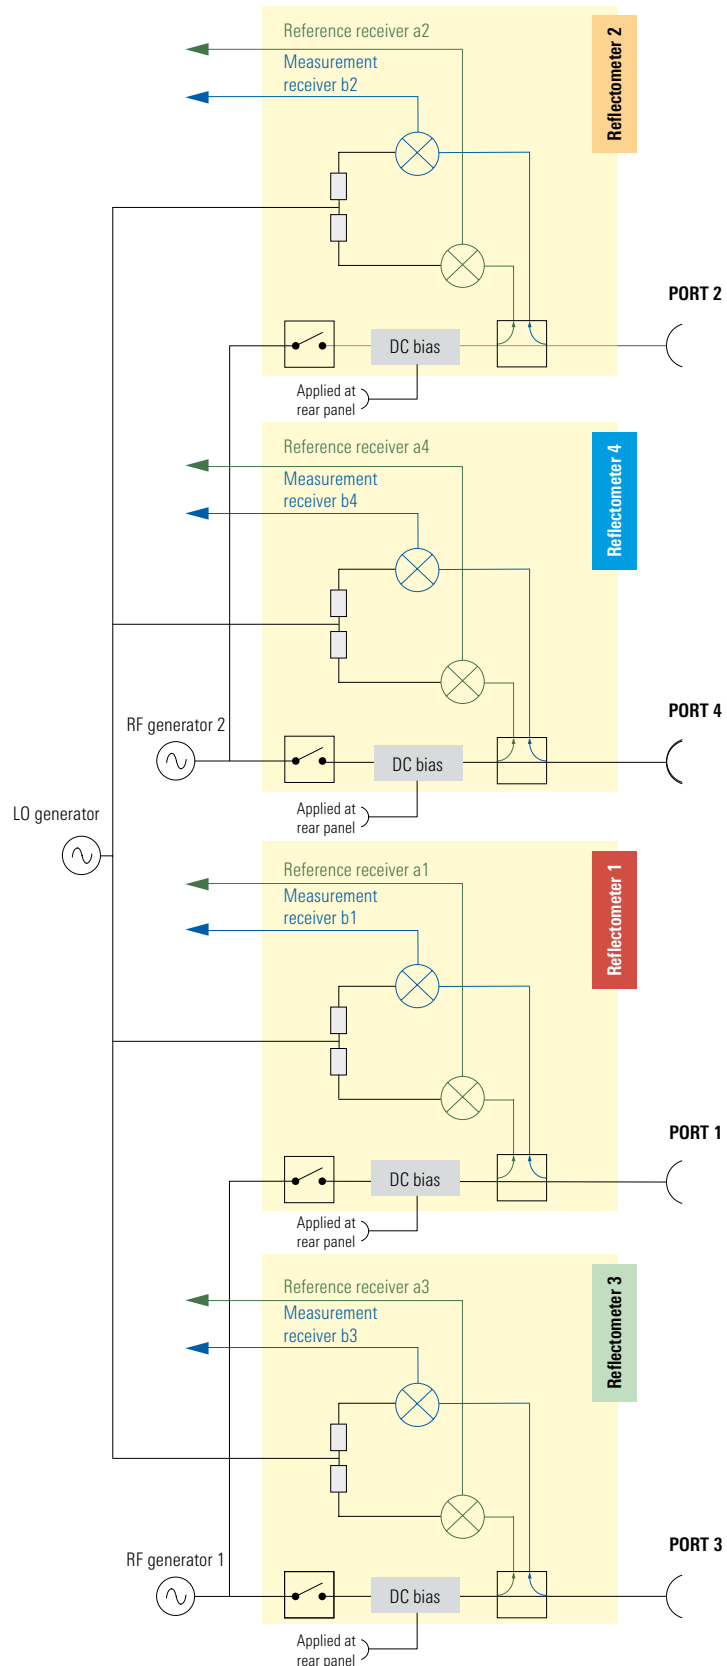 Reference receiver a2
Measurement
receiver b2
Reflectometer 2
PORT 2
DC bias
Applied at
rear panel
Reference receiver a4
Measurement
receiver b4
Reflectometer 4
PORT 4
RF generator 2
DC bias
Applied at
rear panel
LO generator
Reference receiver a1
Measurement
receiver b1
Reflectometer 1
PORT 1
DC bias
Applied at
rear panel
Reference receiver a3
Measurement
receiver b3
Reflectometer 3
PORT 3
RF generator 1
DC bias
Applied at
rear panel